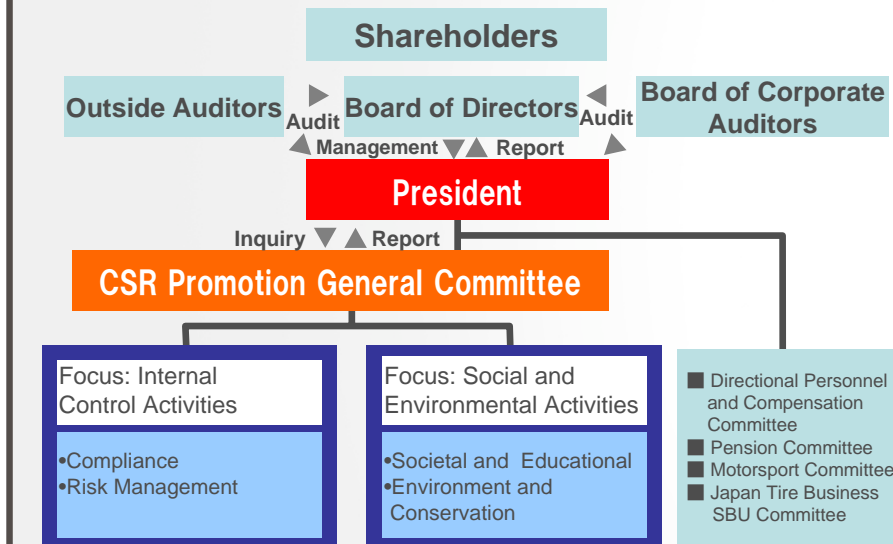 Shareholders
Outside Auditors
Audit
Board of Directors
Audit
Board of Corporate
Auditors
Management
Report
President
Inquiry
Report
CSR Promotion General Committee
Focus: Internal
Control Activities
•Compliance
•Risk Management
Focus: Social and
Environmental Activities
•Societal and Educational
•Environment and
Conservation
■ Directional Personnel
and Compensation
Committee
■ Pension Committee
■ Motorsport Committee
■ Japan Tire Business
SBU Committee